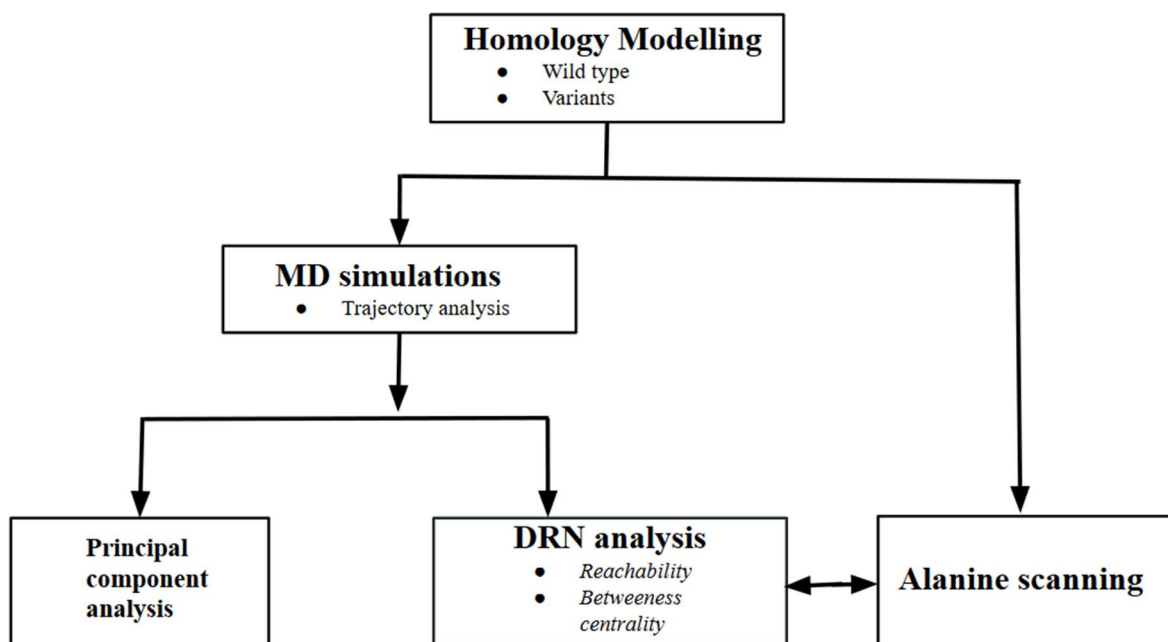 Homology Modelling
● Wild type
● Variants
MD simulations
● Trajectory analysis
Principal
component
analysis
DRN analysis
● Reachability
● Betweeness
centrality
Alanine scanning